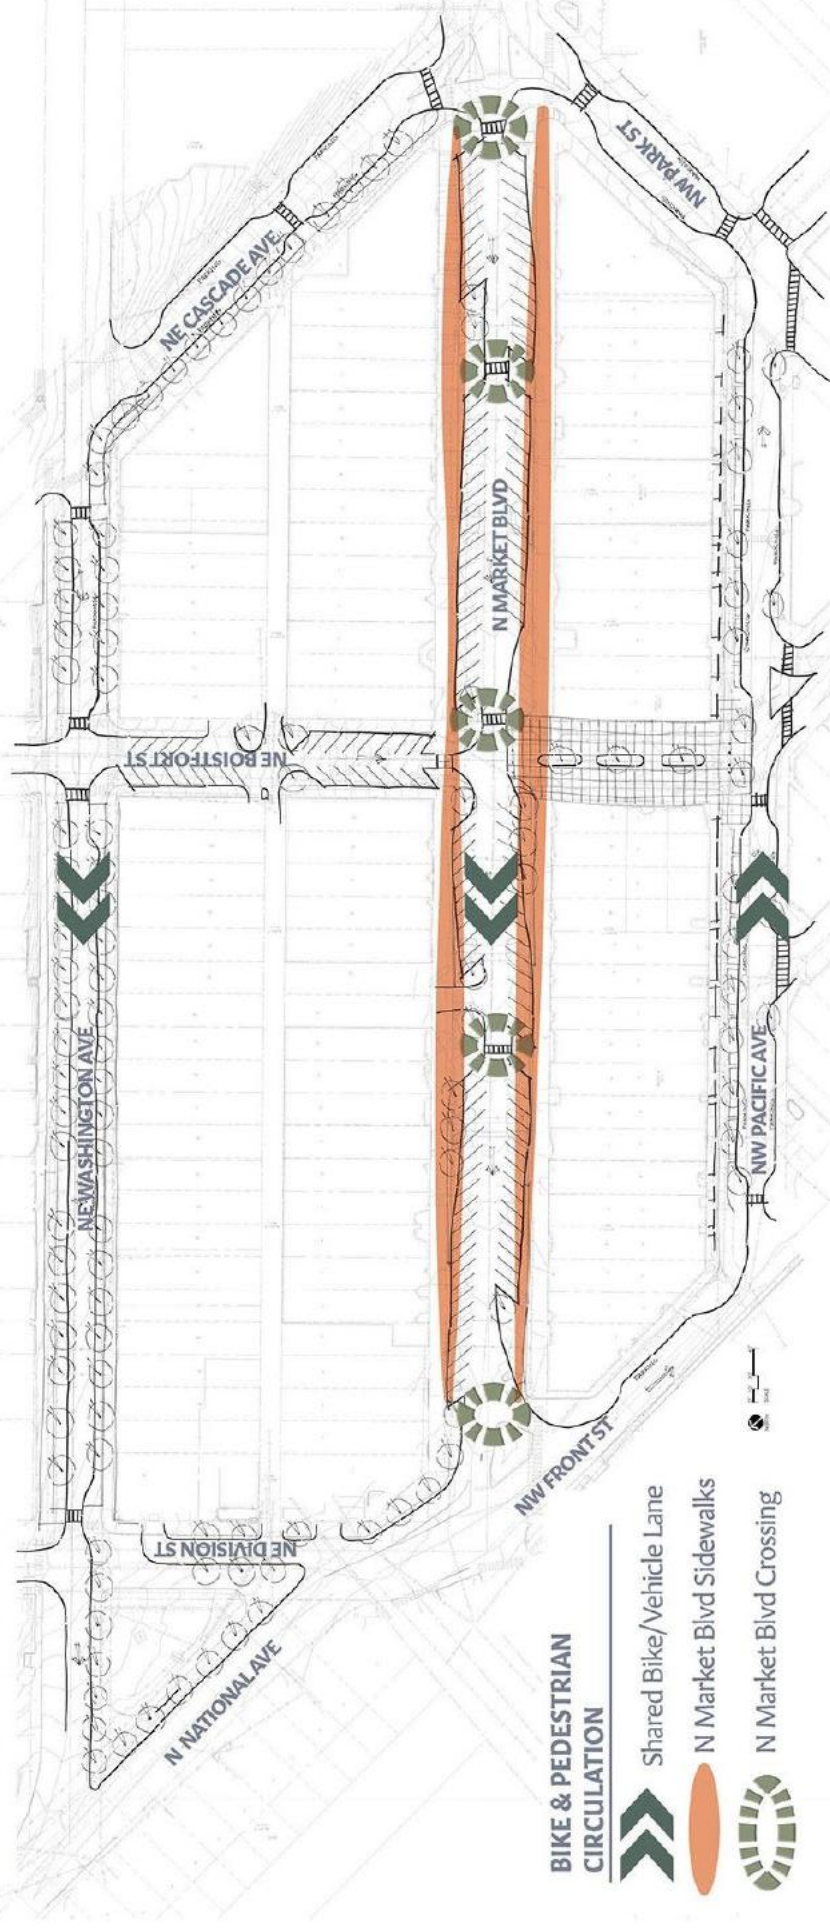 NE CASCADE AVE
NW PARK ST
PARKING
N MARKET BLVD
NE BOISTFORT ST
NE WASHINGTON AVE
NW PACIFIC AVE
NW FRONT ST
PARKING
NE DIVISION ST
N NATIONAL AVE
BIKE & PEDESTRIAN
CIRCULATION
Shared Bike/Vehicle Lane
N Market Blvd Sidewalks
N Market Blvd Crossing